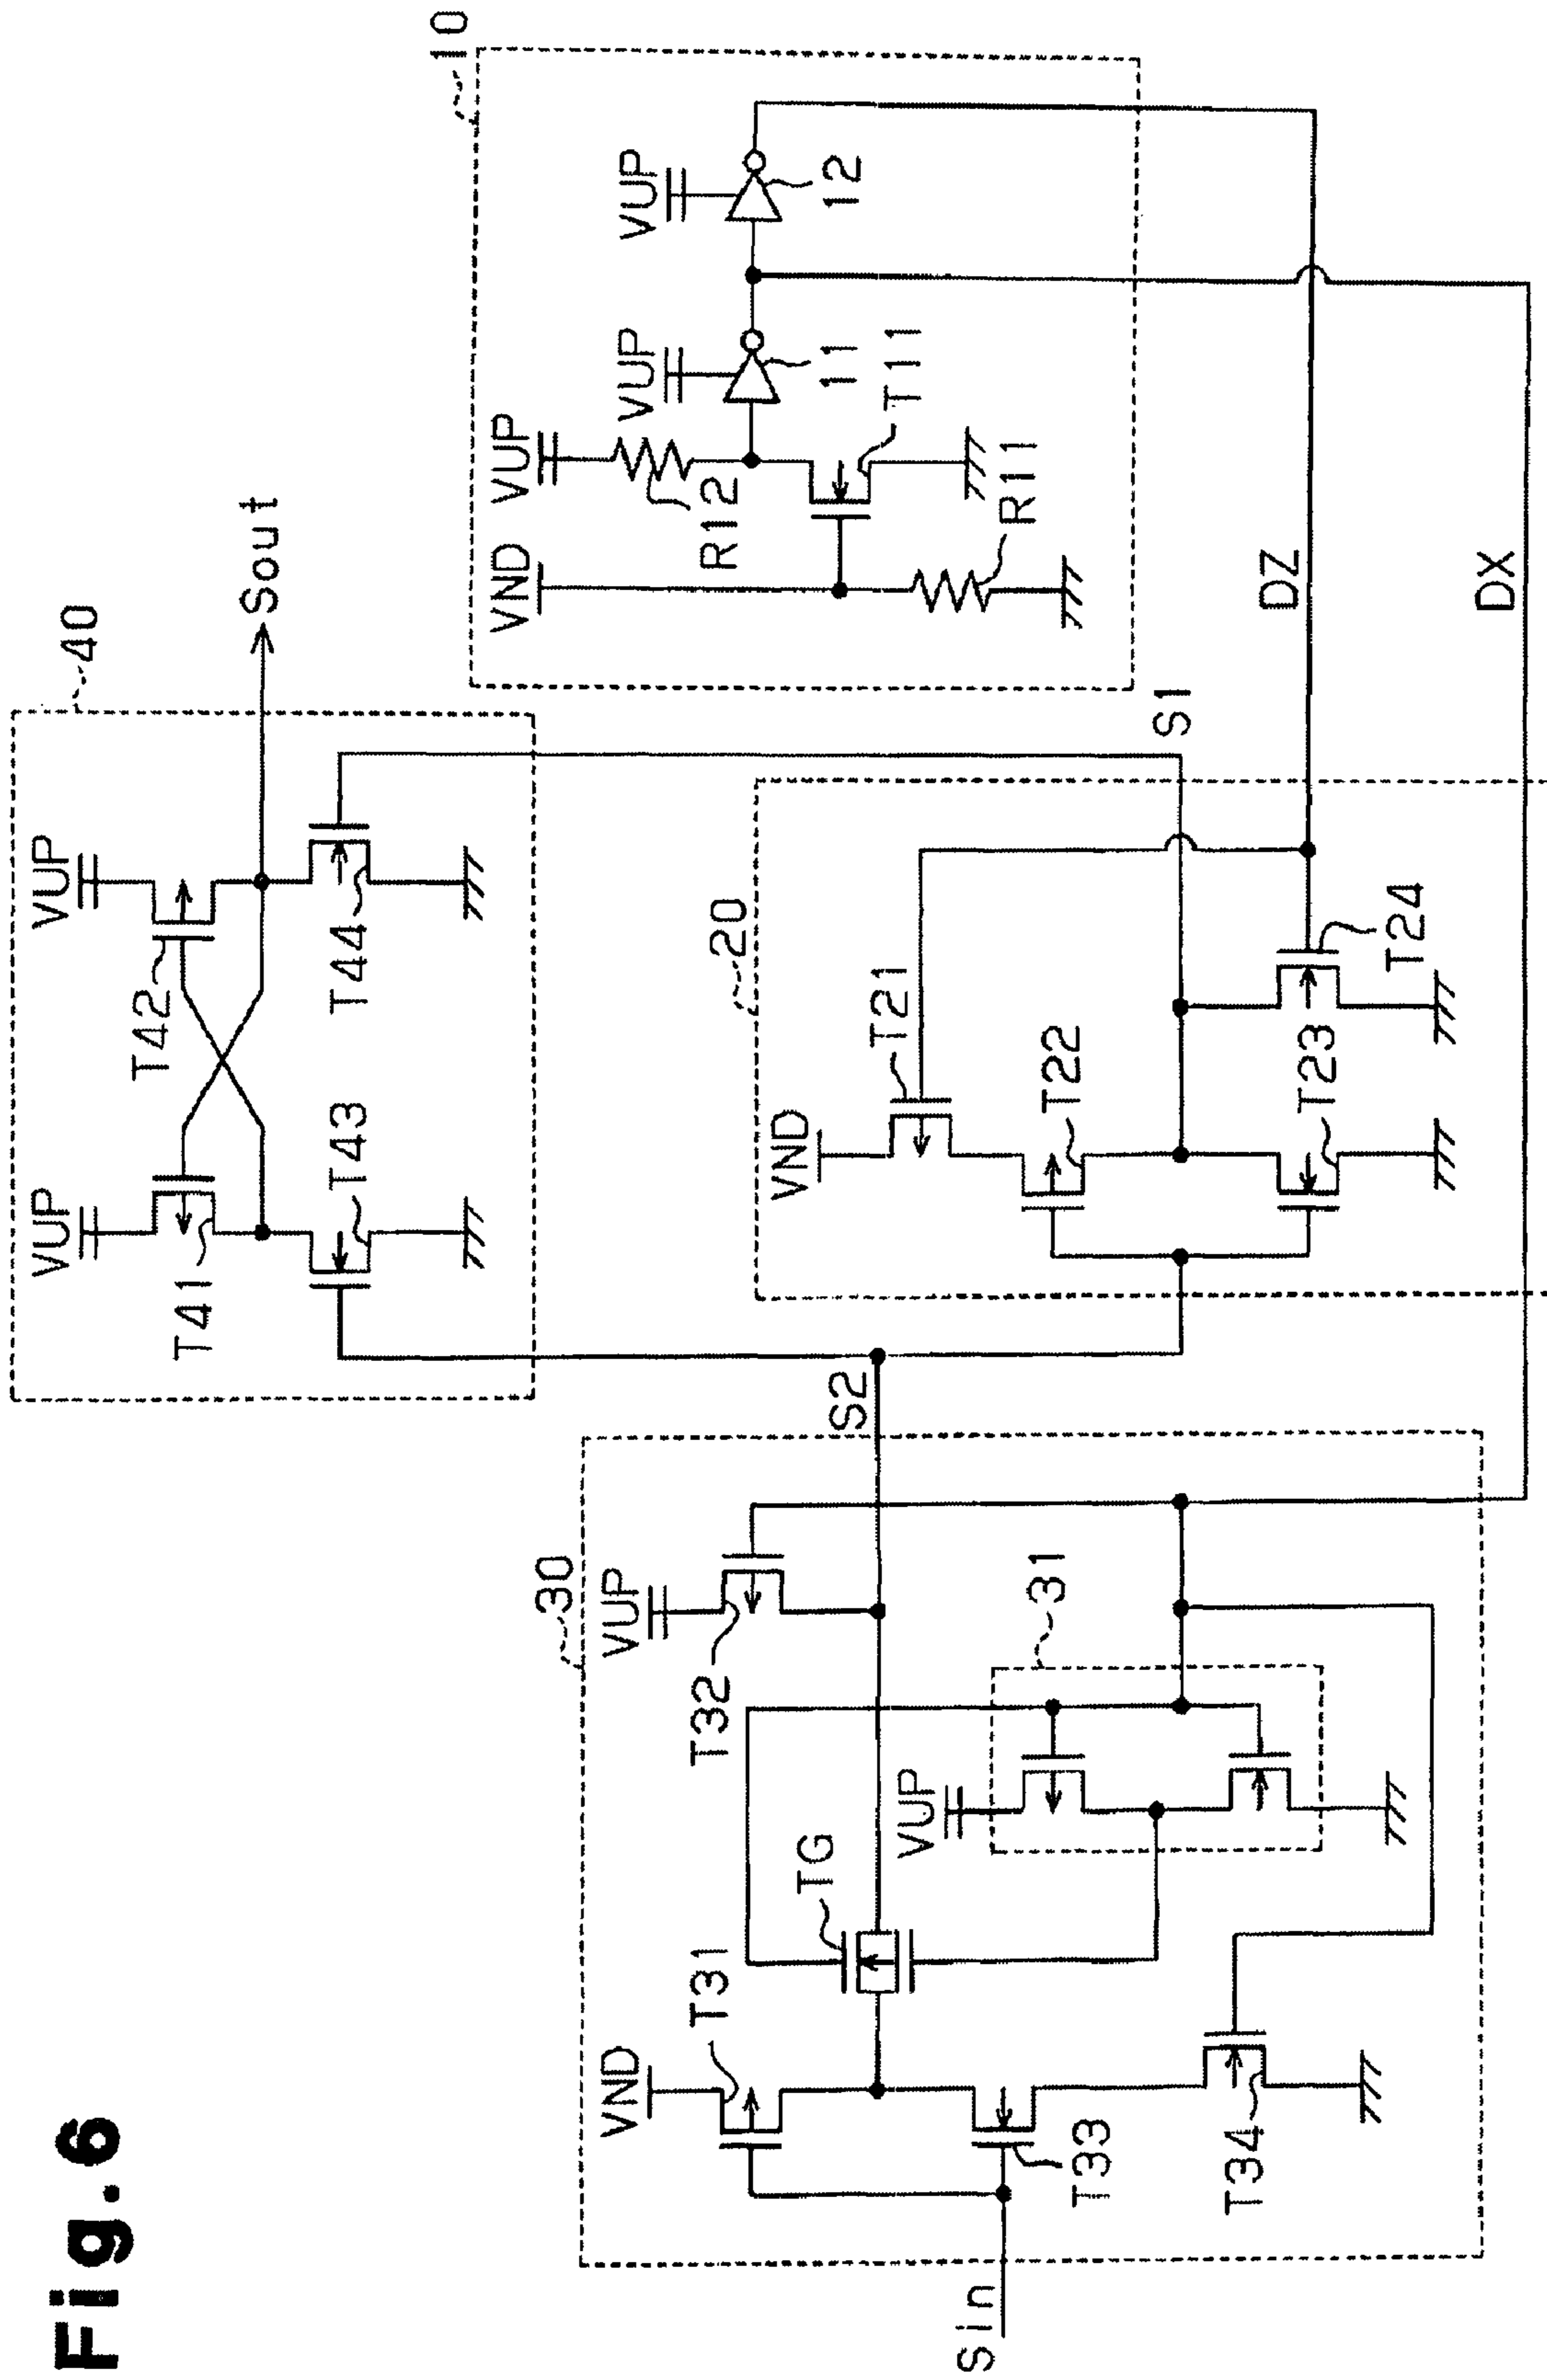 Fig.6
40
VUP
VUP
T41
T42
T43
T44
Sout
10
VND
VUP
VUP
VUP
R12
11
12
T11
R11
30
VND
T31
TG
VUP
T32
S2
VUP
31
Sin
T33
T34
20
VND
T21
T22
T23
T24
S1
DZ
DX